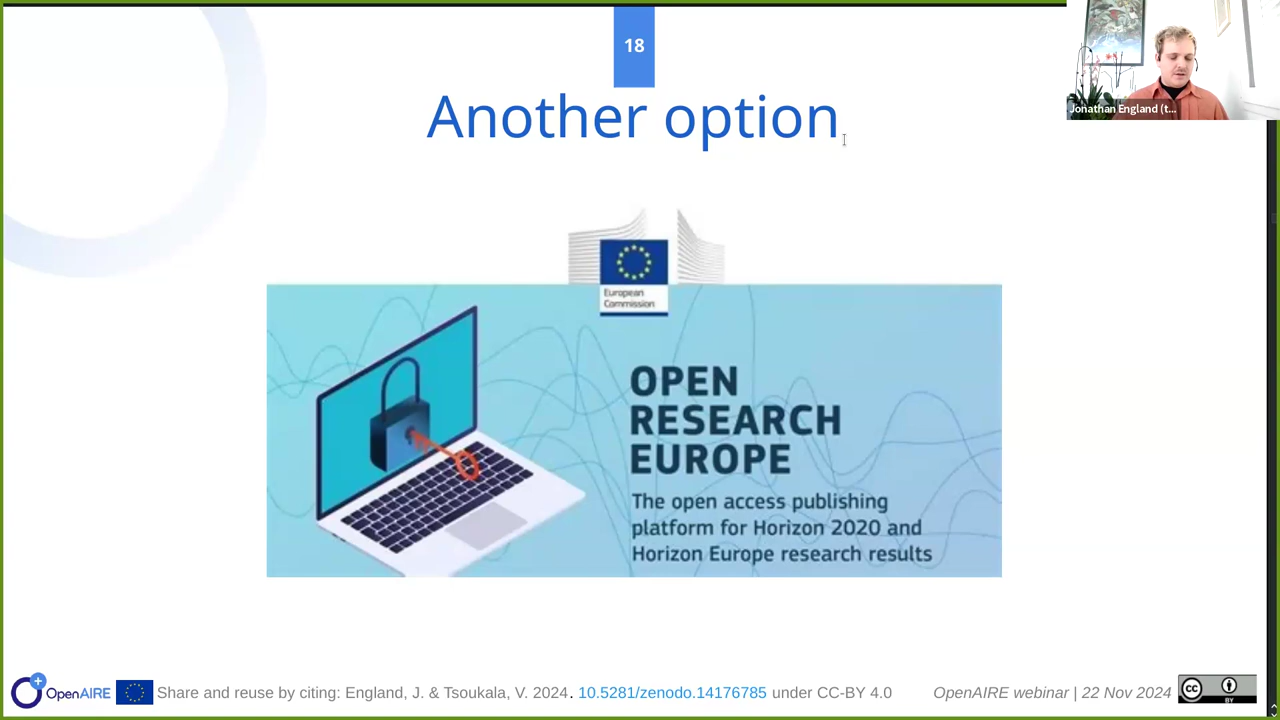 18
Jonathan England (t...
Another option
European
Commission
OPEN
RESEARCH
EUROPE
The open access publishing
platform for Horizon 2020 and
Horizon Europe research results
OpenAIRE
Share and reuse by citing: England, J. & Tsoukala, V. 2024. 10.5281/zenodo.14176785 under CC-BY 4.0
OpenAIRE webinar | 22 Nov 2024
CC
BY